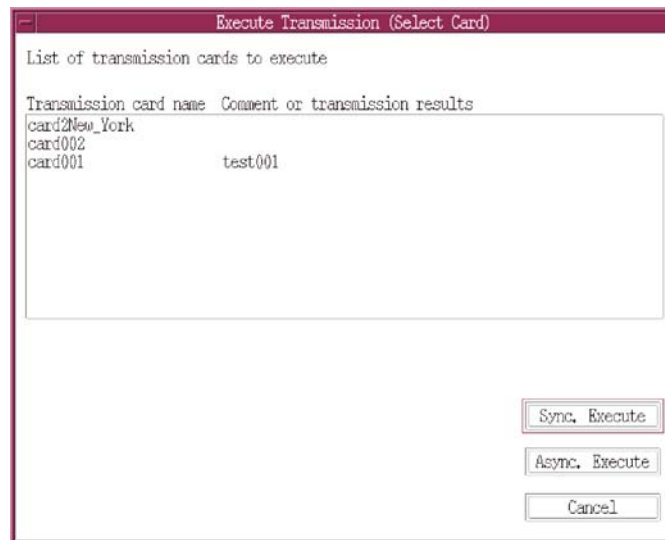 Execute Transmission (Select Card)
List of transmission cards to execute
Transmission card name Comment or transmission results
card2New_York
card002
card001 test001
Sync. Execute
Async. Execute
Cancel